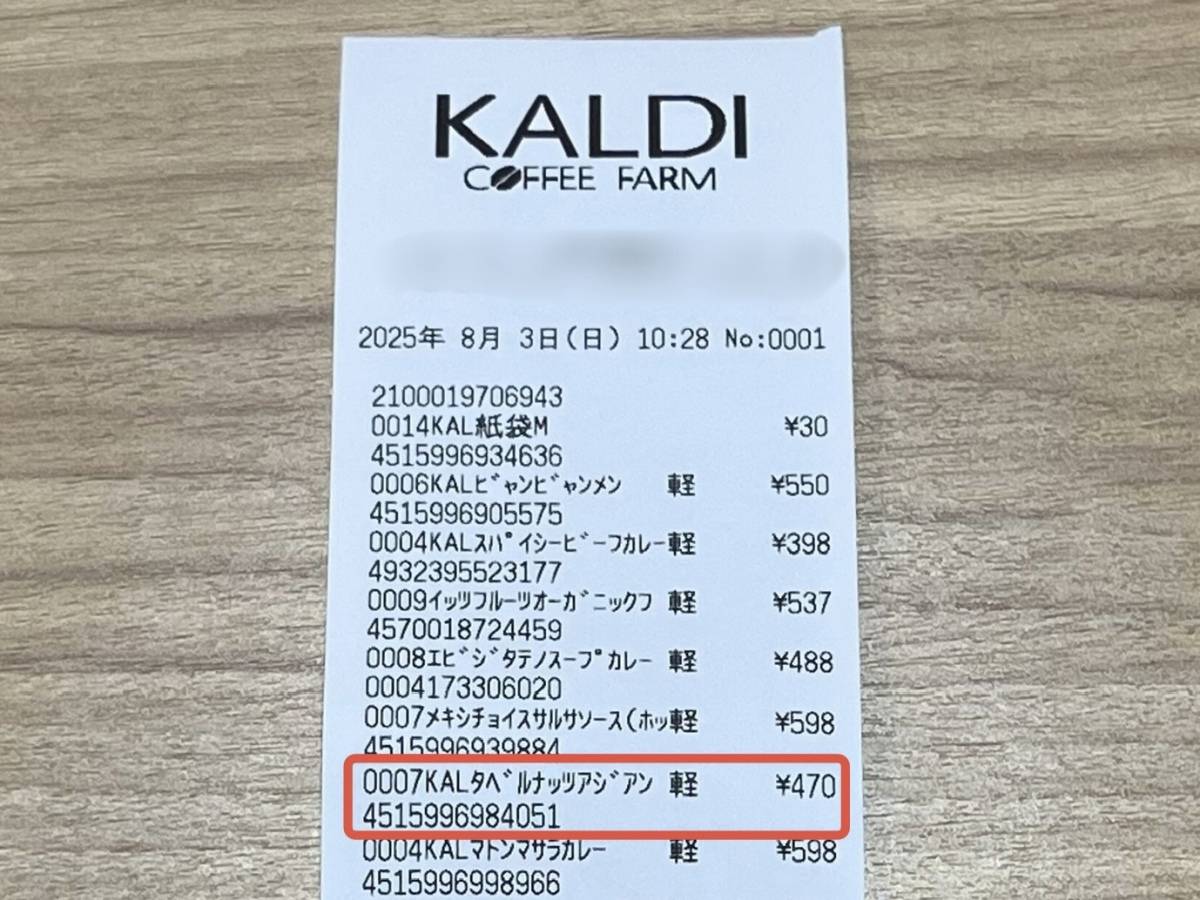 KALDI
COFFEE FARM
2025年 8月 3日(日) 10:28 No:0001
2100019706943
0014KAL紙袋M ¥30
4515996934636
0006KALビャンビャンメン 軽 ¥550
4515996905575
0004KALスパイシービーフカレー軽 ¥398
4932395523177
0009イッツフルーツオーガニックフ 軽 ¥537
4570018724459
0008エビジタテノスープカレー 軽 ¥488
0004173306020
0007メキシチョイスサルサソース(ホッ軽 ¥598
4515996939884
0007KALタベルナッツアジアン 軽 ¥470
4515996984051
0004KALマトンマサラカレー 軽 ¥598
4515996998966